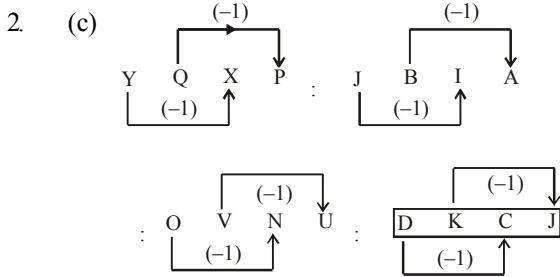 2. (c)
(–1) (–1)
Y Q X P : J B I A
(–1) (–1)
(–1) (–1)
: O V N U : D K C J
(–1) (–1)